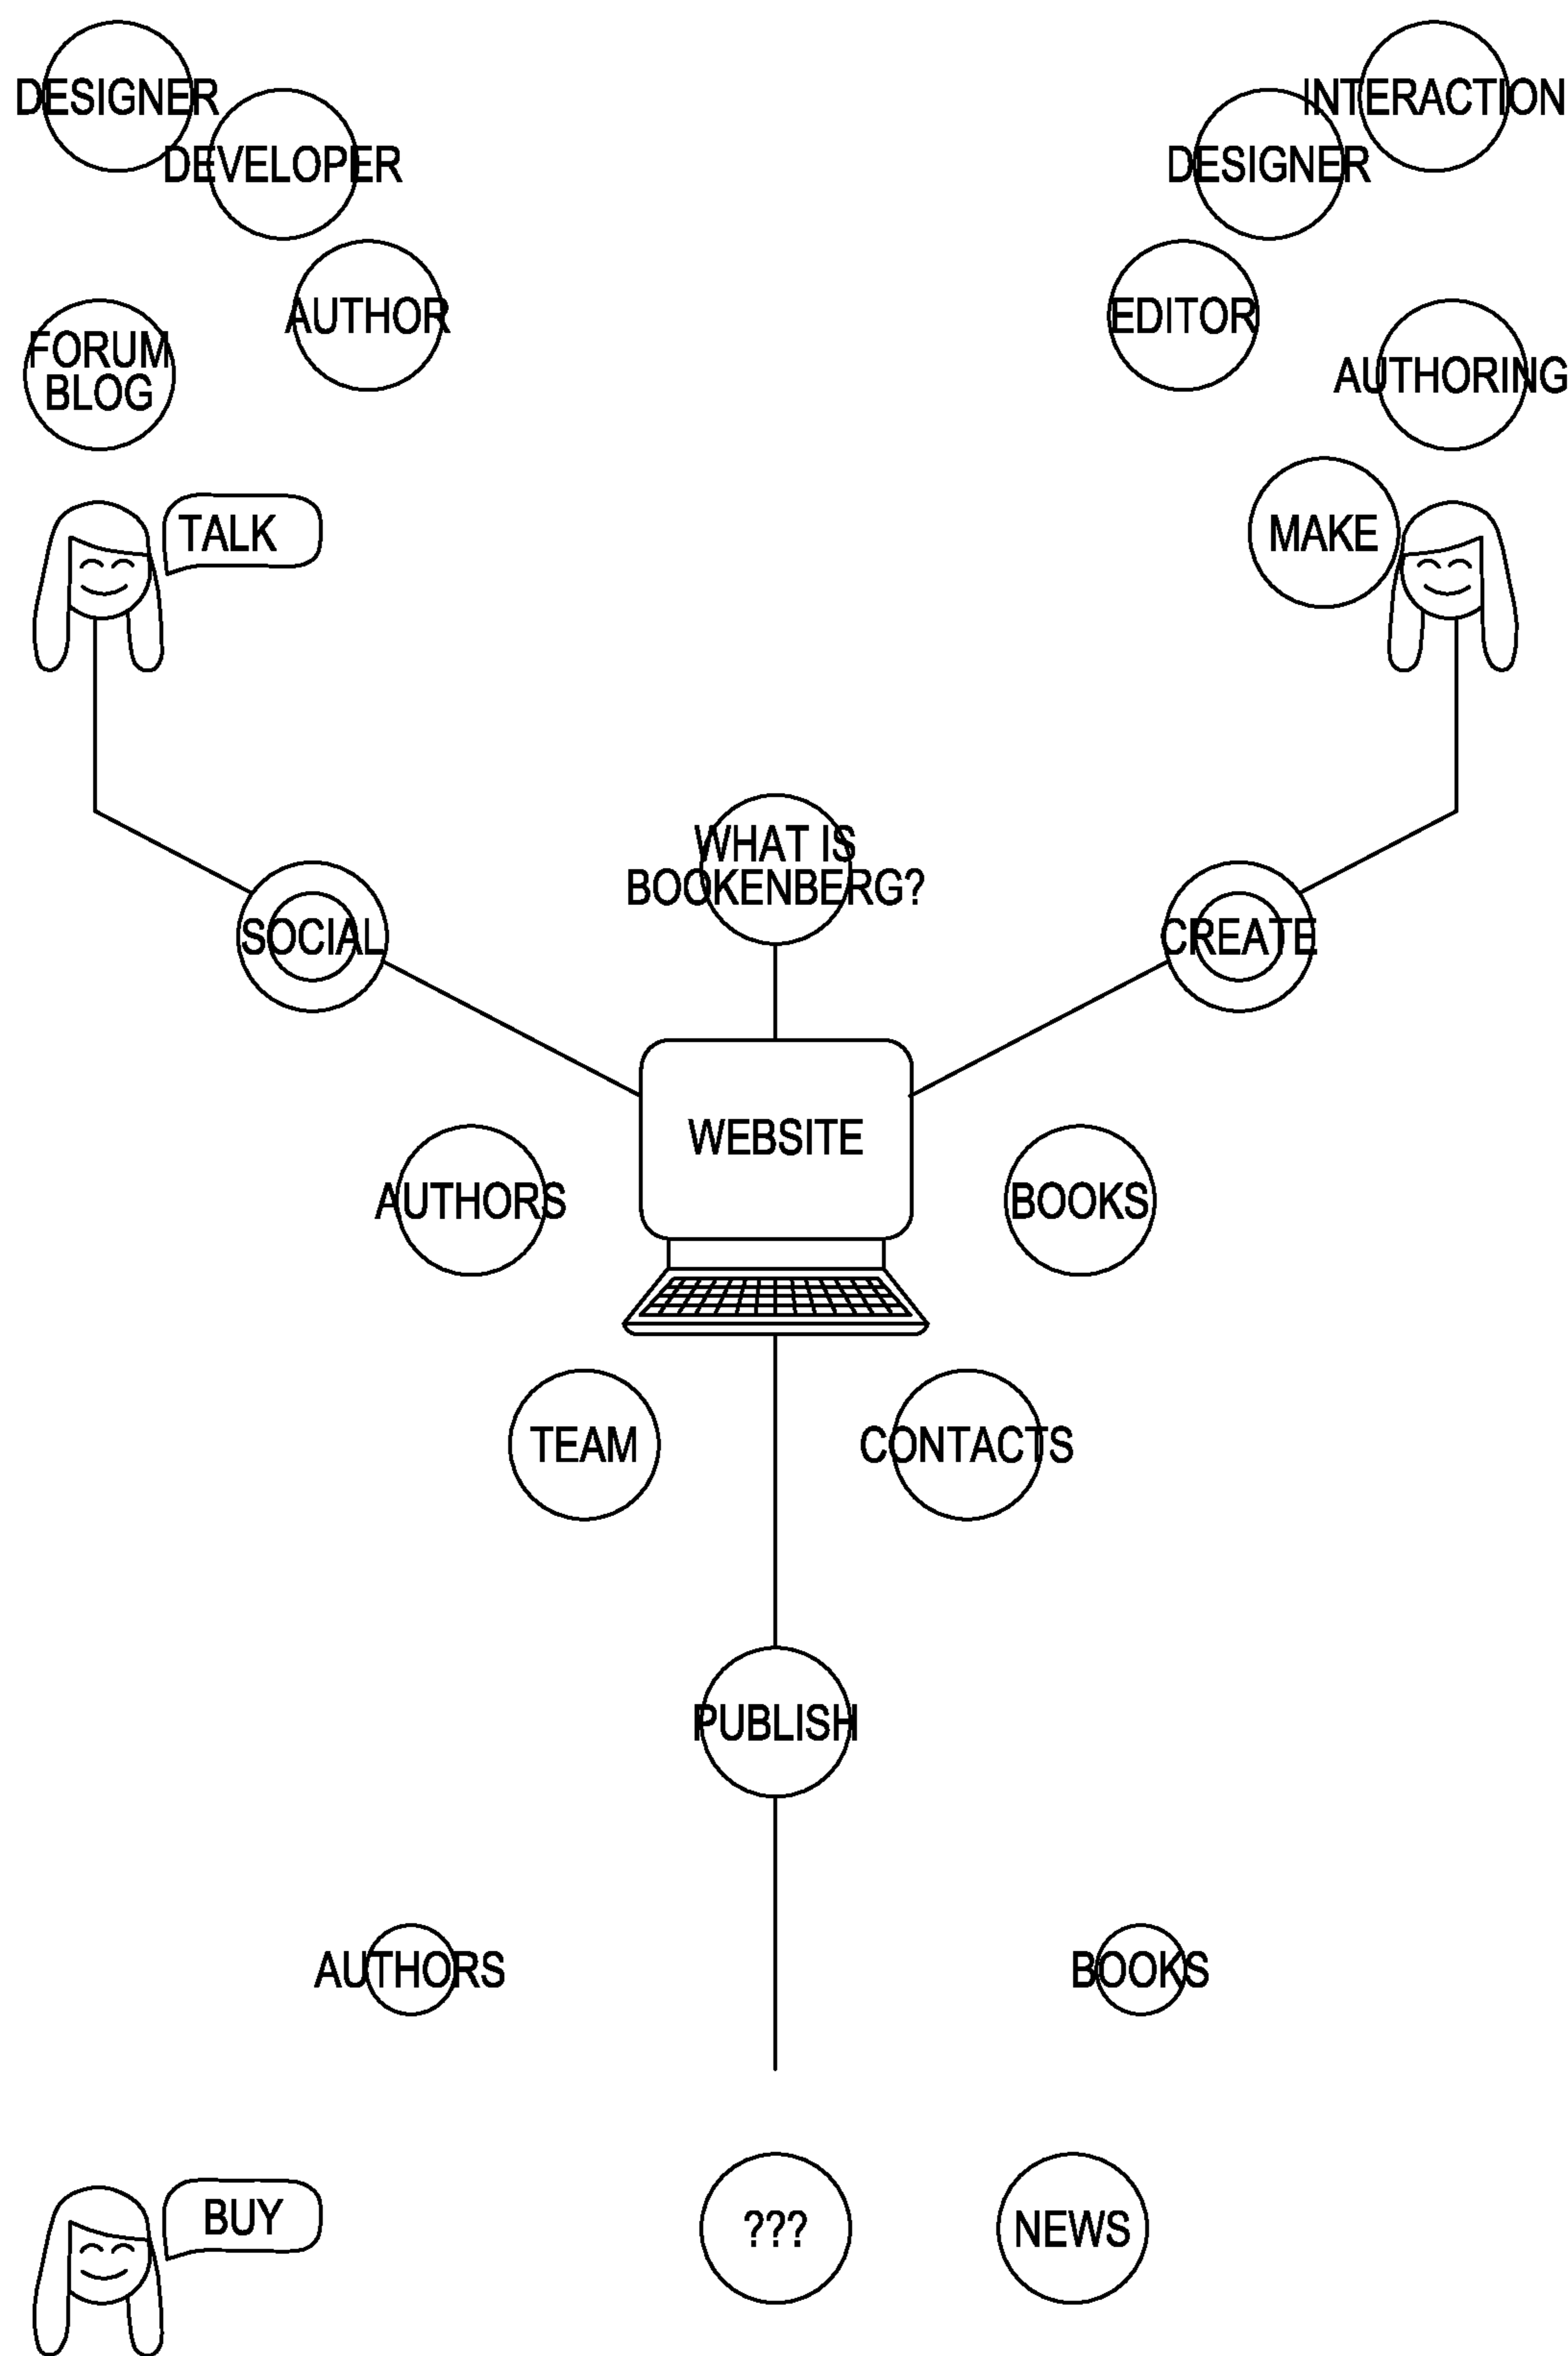 DESIGNER
INTERACTION
DEVELOPER
DESIGNER
AUTHOR
EDITOR
FORUM
BLOG
AUTHORING
TALK
MAKE
WHAT IS
BOOKENBERG?
SOCIAL
CREATE
WEBSITE
AUTHORS
BOOKS
TEAM
CONTACTS
PUBLISH
AUTHORS
BOOKS
BUY
???
NEWS